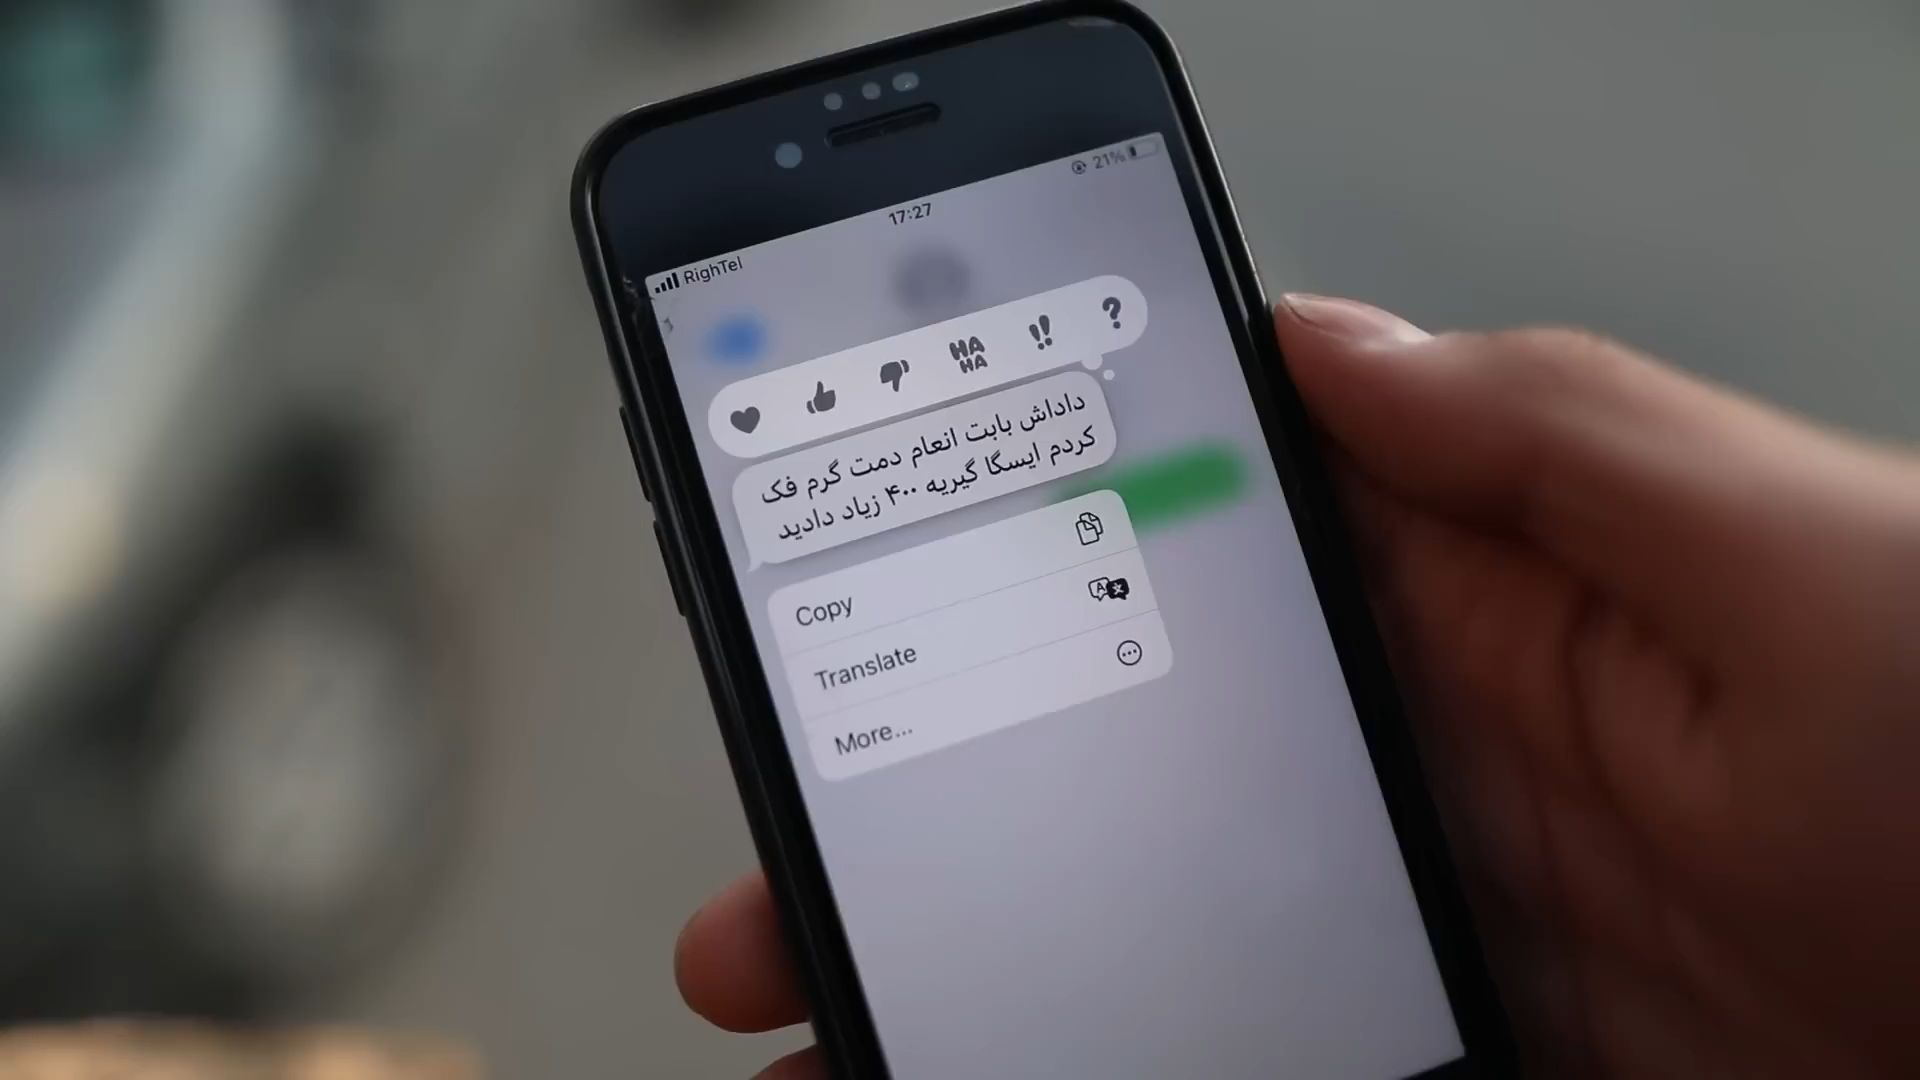 RighTel
17:27
21%
HA
HA
!!
?
داداش بابت انعام دمت گرم فک
کردم ایسگا گیریه ۴۰۰ زیاد دادید
Copy
Translate
More...